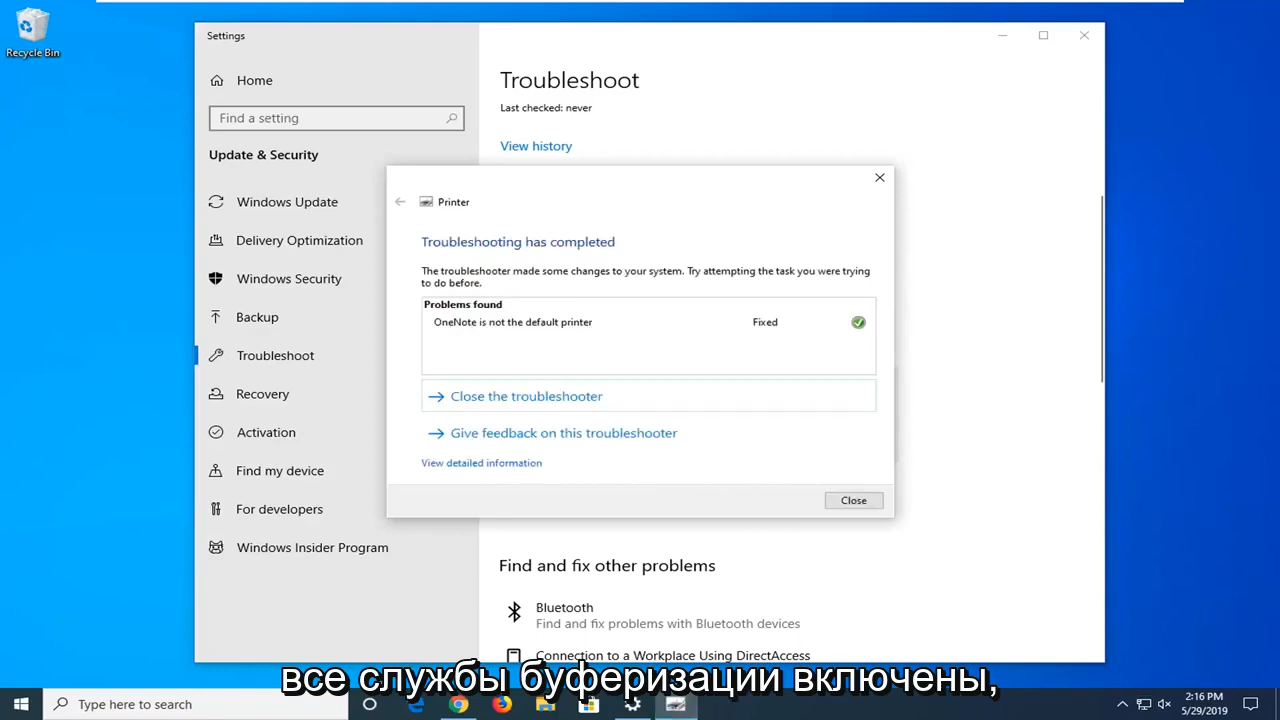 Recycle Bin
Settings
Home
Find a setting
Update & Security
Windows Update
Delivery Optimization
Windows Security
Backup
Troubleshoot
Recovery
Activation
Find my device
For developers
Windows Insider Program
Troubleshoot
Last checked: never
View history
Printer
Troubleshooting has completed
The troubleshooter made some changes to your system. Try attempting the task you were trying
to do before.
Problems found
OneNote is not the default printer Fixed
Close the troubleshooter
Give feedback on this troubleshooter
View detailed information
Close
Find and fix other problems
Bluetooth
Find and fix problems with Bluetooth devices
Connection to a Workplace Using DirectAccess
все службы буферизации включены,
Type here to search
2:16 PM
5/29/2019